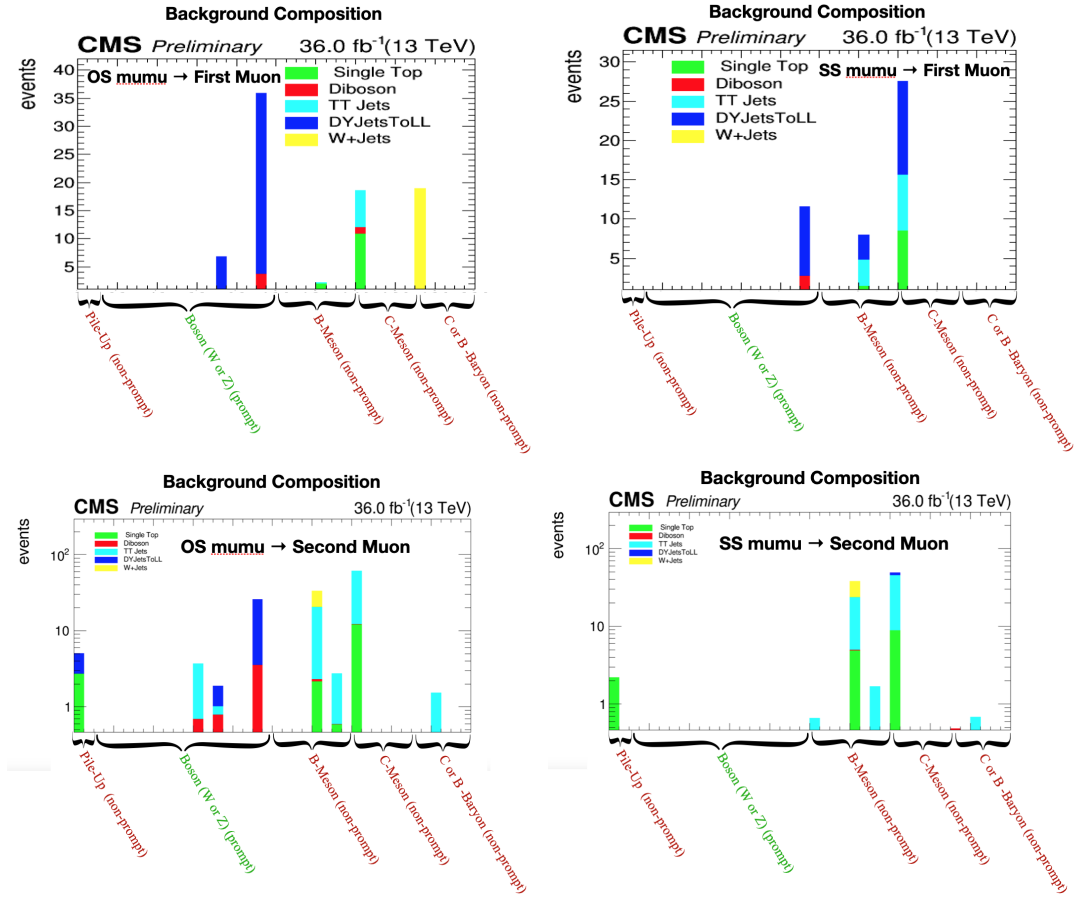 Background Composition
CMS Preliminary 36.0 fb⁻¹(13 TeV)
OS mumu → First Muon
events
40
35
30
25
20
15
10
5
Single Top
Diboson
TT Jets
DYJetsToLL
W+Jets
Pile-Up (non-prompt)
Boson (W or Z) (prompt)
B-Meson (non-prompt)
C-Meson (non-prompt)
C or B -Baryon (non-prompt)
Background Composition
CMS Preliminary 36.0 fb⁻¹(13 TeV)
SS mumu → First Muon
events
30
25
20
15
10
5
Single Top
Diboson
TT Jets
DYJetsToLL
W+Jets
Pile-Up (non-prompt)
Boson (W or Z) (prompt)
B-Meson (non-prompt)
C-Meson (non-prompt)
C or B -Baryon (non-prompt)
Background Composition
CMS Preliminary 36.0 fb⁻¹(13 TeV)
OS mumu → Second Muon
events
10²
10
1
Single Top
Diboson
TT Jets
DYJetsToLL
W+Jets
Pile-Up (non-prompt)
Boson (W or Z) (prompt)
B-Meson (non-prompt)
C-Meson (non-prompt)
C or B -Baryon (non-prompt)
Background Composition
CMS Preliminary 36.0 fb⁻¹(13 TeV)
SS mumu → Second Muon
events
10²
10
1
Single Top
Diboson
TT Jets
DYJetsToLL
W+Jets
Pile-Up (non-prompt)
Boson (W or Z) (prompt)
B-Meson (non-prompt)
C-Meson (non-prompt)
C or B -Baryon (non-prompt)